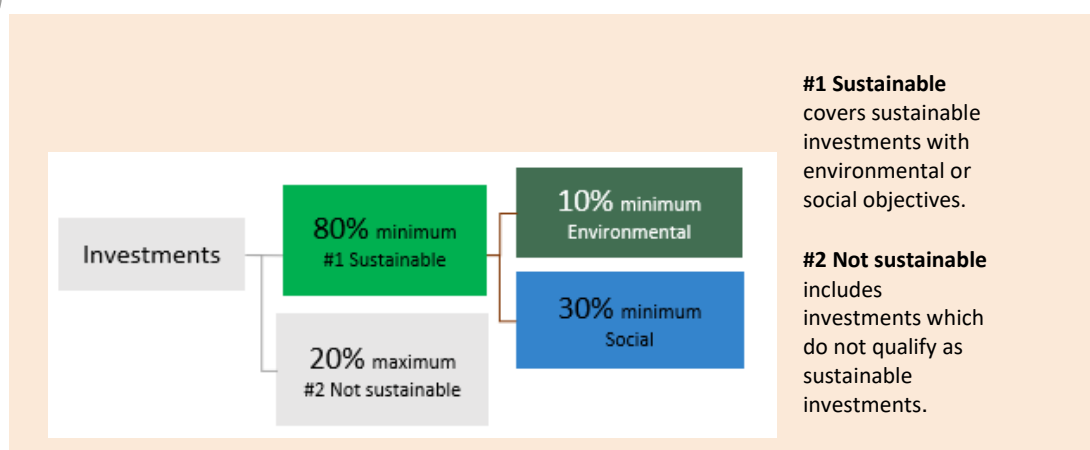 Investments
80% minimum
#1 Sustainable
20% maximum
#2 Not sustainable
10% minimum
Environmental
30% minimum
Social
#1 Sustainable
covers sustainable
investments with
environmental or
social objectives.
#2 Not sustainable
includes
investments which
do not qualify as
sustainable
investments.